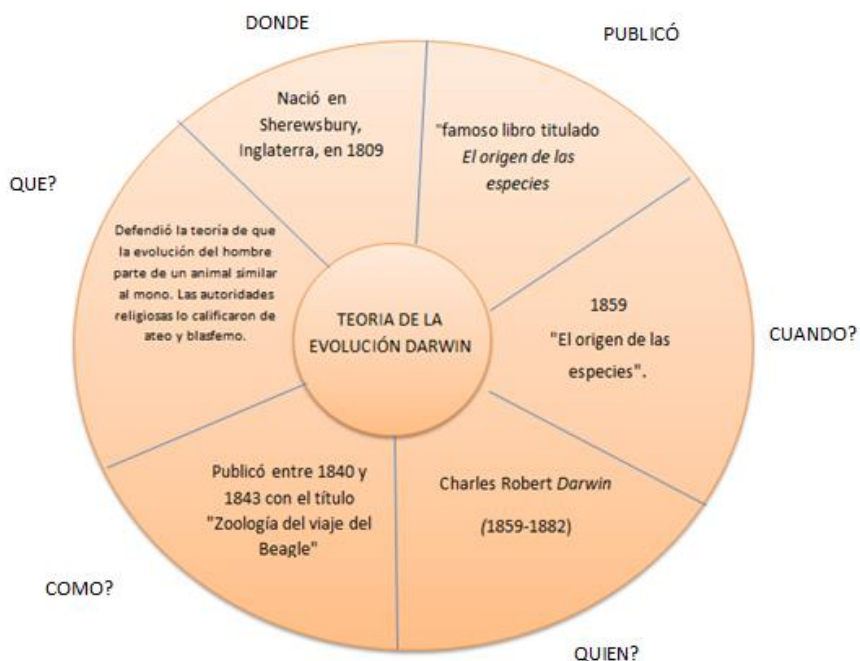 DONDE
Nació en
Sherewsbury,
Inglaterra, en 1809
PUBLICÓ
"famoso libro titulado
El origen de las
especies
CUANDO?
1859
"El origen de las
especies".
QUIEN?
Charles Robert Darwin
(1859-1882)
COMO?
Publicó entre 1840 y
1843 con el título
"Zoología del viaje del
Beagle"
QUE?
Defendió la teoría de que
la evolución del hombre
parte de un animal similar
al mono. Las autoridades
religiosas lo calificaron de
ateo y blasfemo.
TEORIA DE LA
EVOLUCIÓN DARWIN